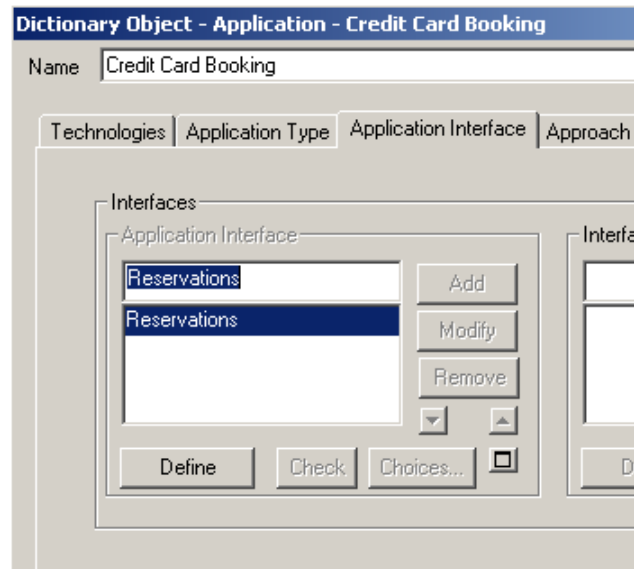 Dictionary Object - Application - Credit Card Booking
Name Credit Card Booking
Technologies Application Type Application Interface Approach
Interfaces
Application Interface
Reservations Add
Reservations
Modify
Remove
Define Check Choices...